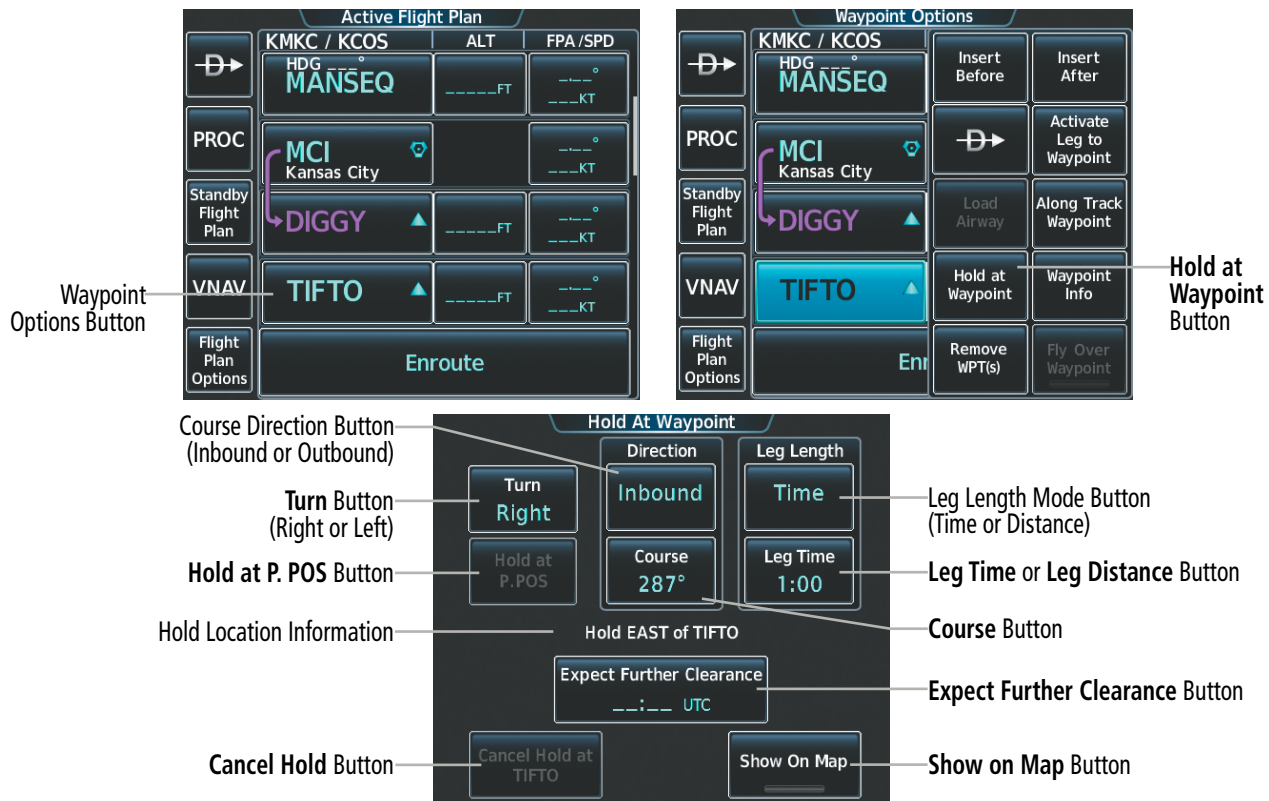 Active Flight Plan
KMKC / KCOS
ALT
FPA/SPD
HDG ___°
MANSEQ
_____FT
_.__°
___KT
PROC
MCI
Kansas City
_.__°
___KT
Standby
Flight
Plan
DIGGY
_____FT
_.__°
___KT
VNAV
TIFTO
_____FT
_.__°
___KT
Flight
Plan
Options
Enroute
Waypoint
Options Button
Waypoint Options
KMKC / KCOS
HDG ___°
MANSEQ
Insert
Before
Insert
After
PROC
MCI
Kansas City
Activate
Leg to
Waypoint
Standby
Flight
Plan
DIGGY
Load
Airway
Along Track
Waypoint
VNAV
TIFTO
Hold at
Waypoint
Waypoint
Info
Flight
Plan
Options
Enr
Remove
WPT(s)
Fly Over
Waypoint
Hold at
Waypoint
Button
Hold At Waypoint
Course Direction Button
(Inbound or Outbound)
Direction
Leg Length
Turn
Right
Inbound
Time
Turn Button
(Right or Left)
Leg Length Mode Button
(Time or Distance)
Hold at
P.POS
Course
287°
Leg Time
1:00
Hold at P. POS Button
Leg Time or Leg Distance Button
Hold Location Information
Hold EAST of TIFTO
Course Button
Expect Further Clearance
__:__ UTC
Expect Further Clearance Button
Cancel Hold Button
Cancel Hold at
TIFTO
Show On Map
Show on Map Button